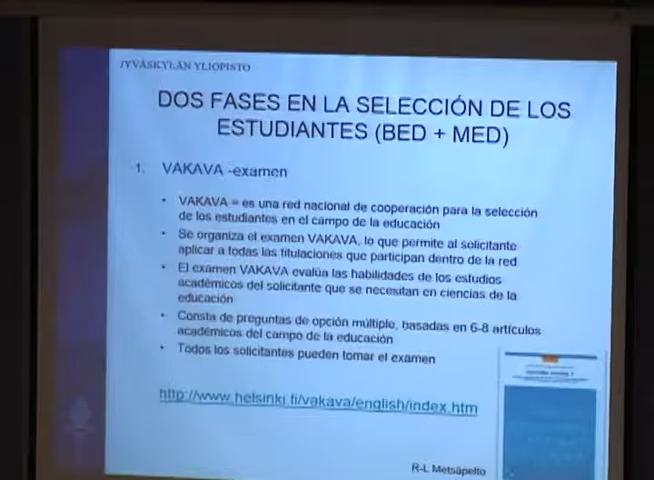 JYVÄSKYLÄN YLIOPISTO
DOS FASES EN LA SELECCIÓN DE LOS
ESTUDIANTES (BED + MED)
1. VAKAVA -examen
• VAKAVA = es una red nacional de cooperación para la selección
de los estudiantes en el campo de la educación
• Se organiza el examen VAKAVA, lo que permite al solicitante
aplicar a todas las titulaciones que participan dentro de la red
• El examen VAKAVA evalúa las habilidades de los estudios
académicos del solicitante que se necesitan en ciencias de la
educación
• Consta de preguntas de opción múltiple, basadas en 6-8 artículos
académicos del campo de la educación
• Todos los solicitantes pueden tomar el examen
http://www.helsinki.fi/vakava/english/index.htm
R-L Metsäpelto